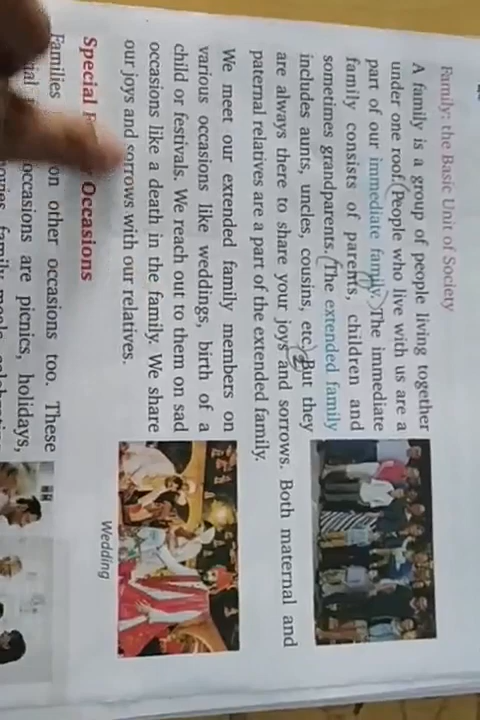 Family: the Basic Unit of Society
A family is a group of people living together
under one roof. (People who live with us are a
part of our immediate family.) The immediate
family consists of parents, children and
sometimes grandparents. (The extended family
includes aunts, uncles, cousins, etc.) But they
are always there to share your joys and sorrows. Both maternal and
paternal relatives are a part of the extended family.
We meet our extended family members on
various occasions like weddings, birth of a
child or festivals. We reach out to them on sad
occasions like a death in the family. We share
our joys and sorrows with our relatives.
Wedding
Special Occasions
Families on other occasions too. These
occasions are picnics, holidays,
family meals,